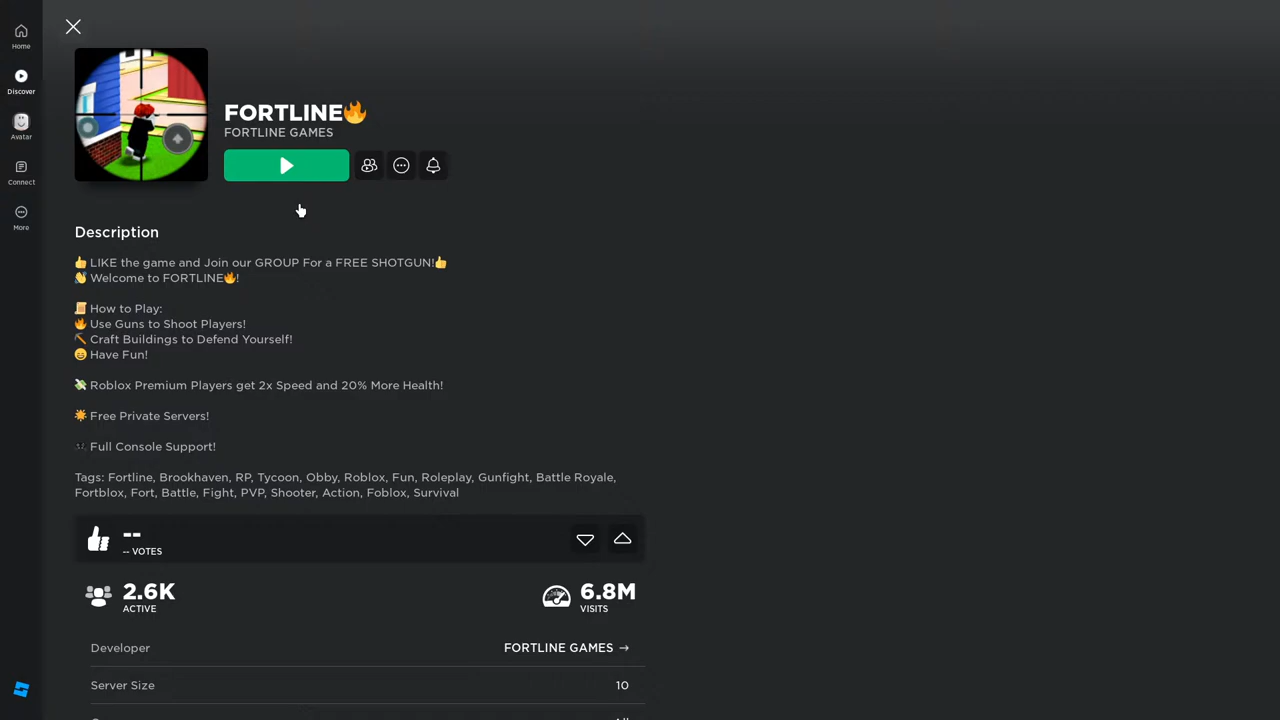 Home
Discover
Avatar
Connect
More
FORTLINE🔥
FORTLINE GAMES
Description
👍 LIKE the game and Join our GROUP For a FREE SHOTGUN!👍
👋 Welcome to FORTLINE🔥!
📜 How to Play:
🔥 Use Guns to Shoot Players!
⛏️ Craft Buildings to Defend Yourself!
😄 Have Fun!
💸 Roblox Premium Players get 2x Speed and 20% More Health!
☀️ Free Private Servers!
🎮 Full Console Support!
Tags: Fortline, Brookhaven, RP, Tycoon, Obby, Roblox, Fun, Roleplay, Gunfight, Battle Royale,
Fortblox, Fort, Battle, Fight, PVP, Shooter, Action, Foblox, Survival
--
-- VOTES
2.6K
ACTIVE
6.8M
VISITS
Developer FORTLINE GAMES →
Server Size 10